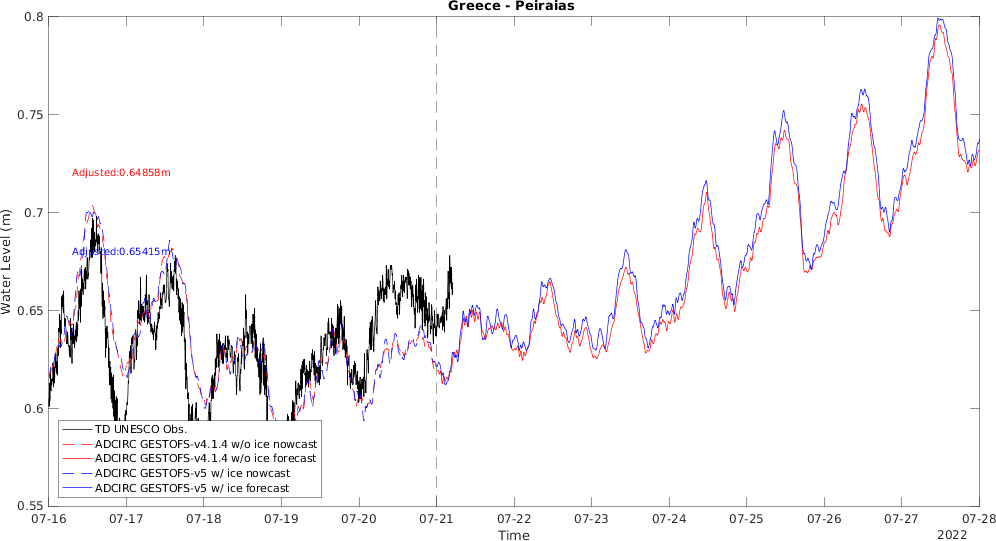 Greece - Peiraias
0.8
0.75
0.7
0.65
0.6
0.55
Water Level (m)
Adjusted:0.64858m
Adjusted:0.65415m
TD UNESCO Obs.
ADCIRC GESTOFS-v4.1.4 w/o ice nowcast
ADCIRC GESTOFS-v4.1.4 w/o ice forecast
ADCIRC GESTOFS-v5 w/ ice nowcast
ADCIRC GESTOFS-v5 w/ ice forecast
07-16 07-17 07-18 07-19 07-20 07-21 07-22 07-23 07-24 07-25 07-26 07-27 07-28
Time
2022